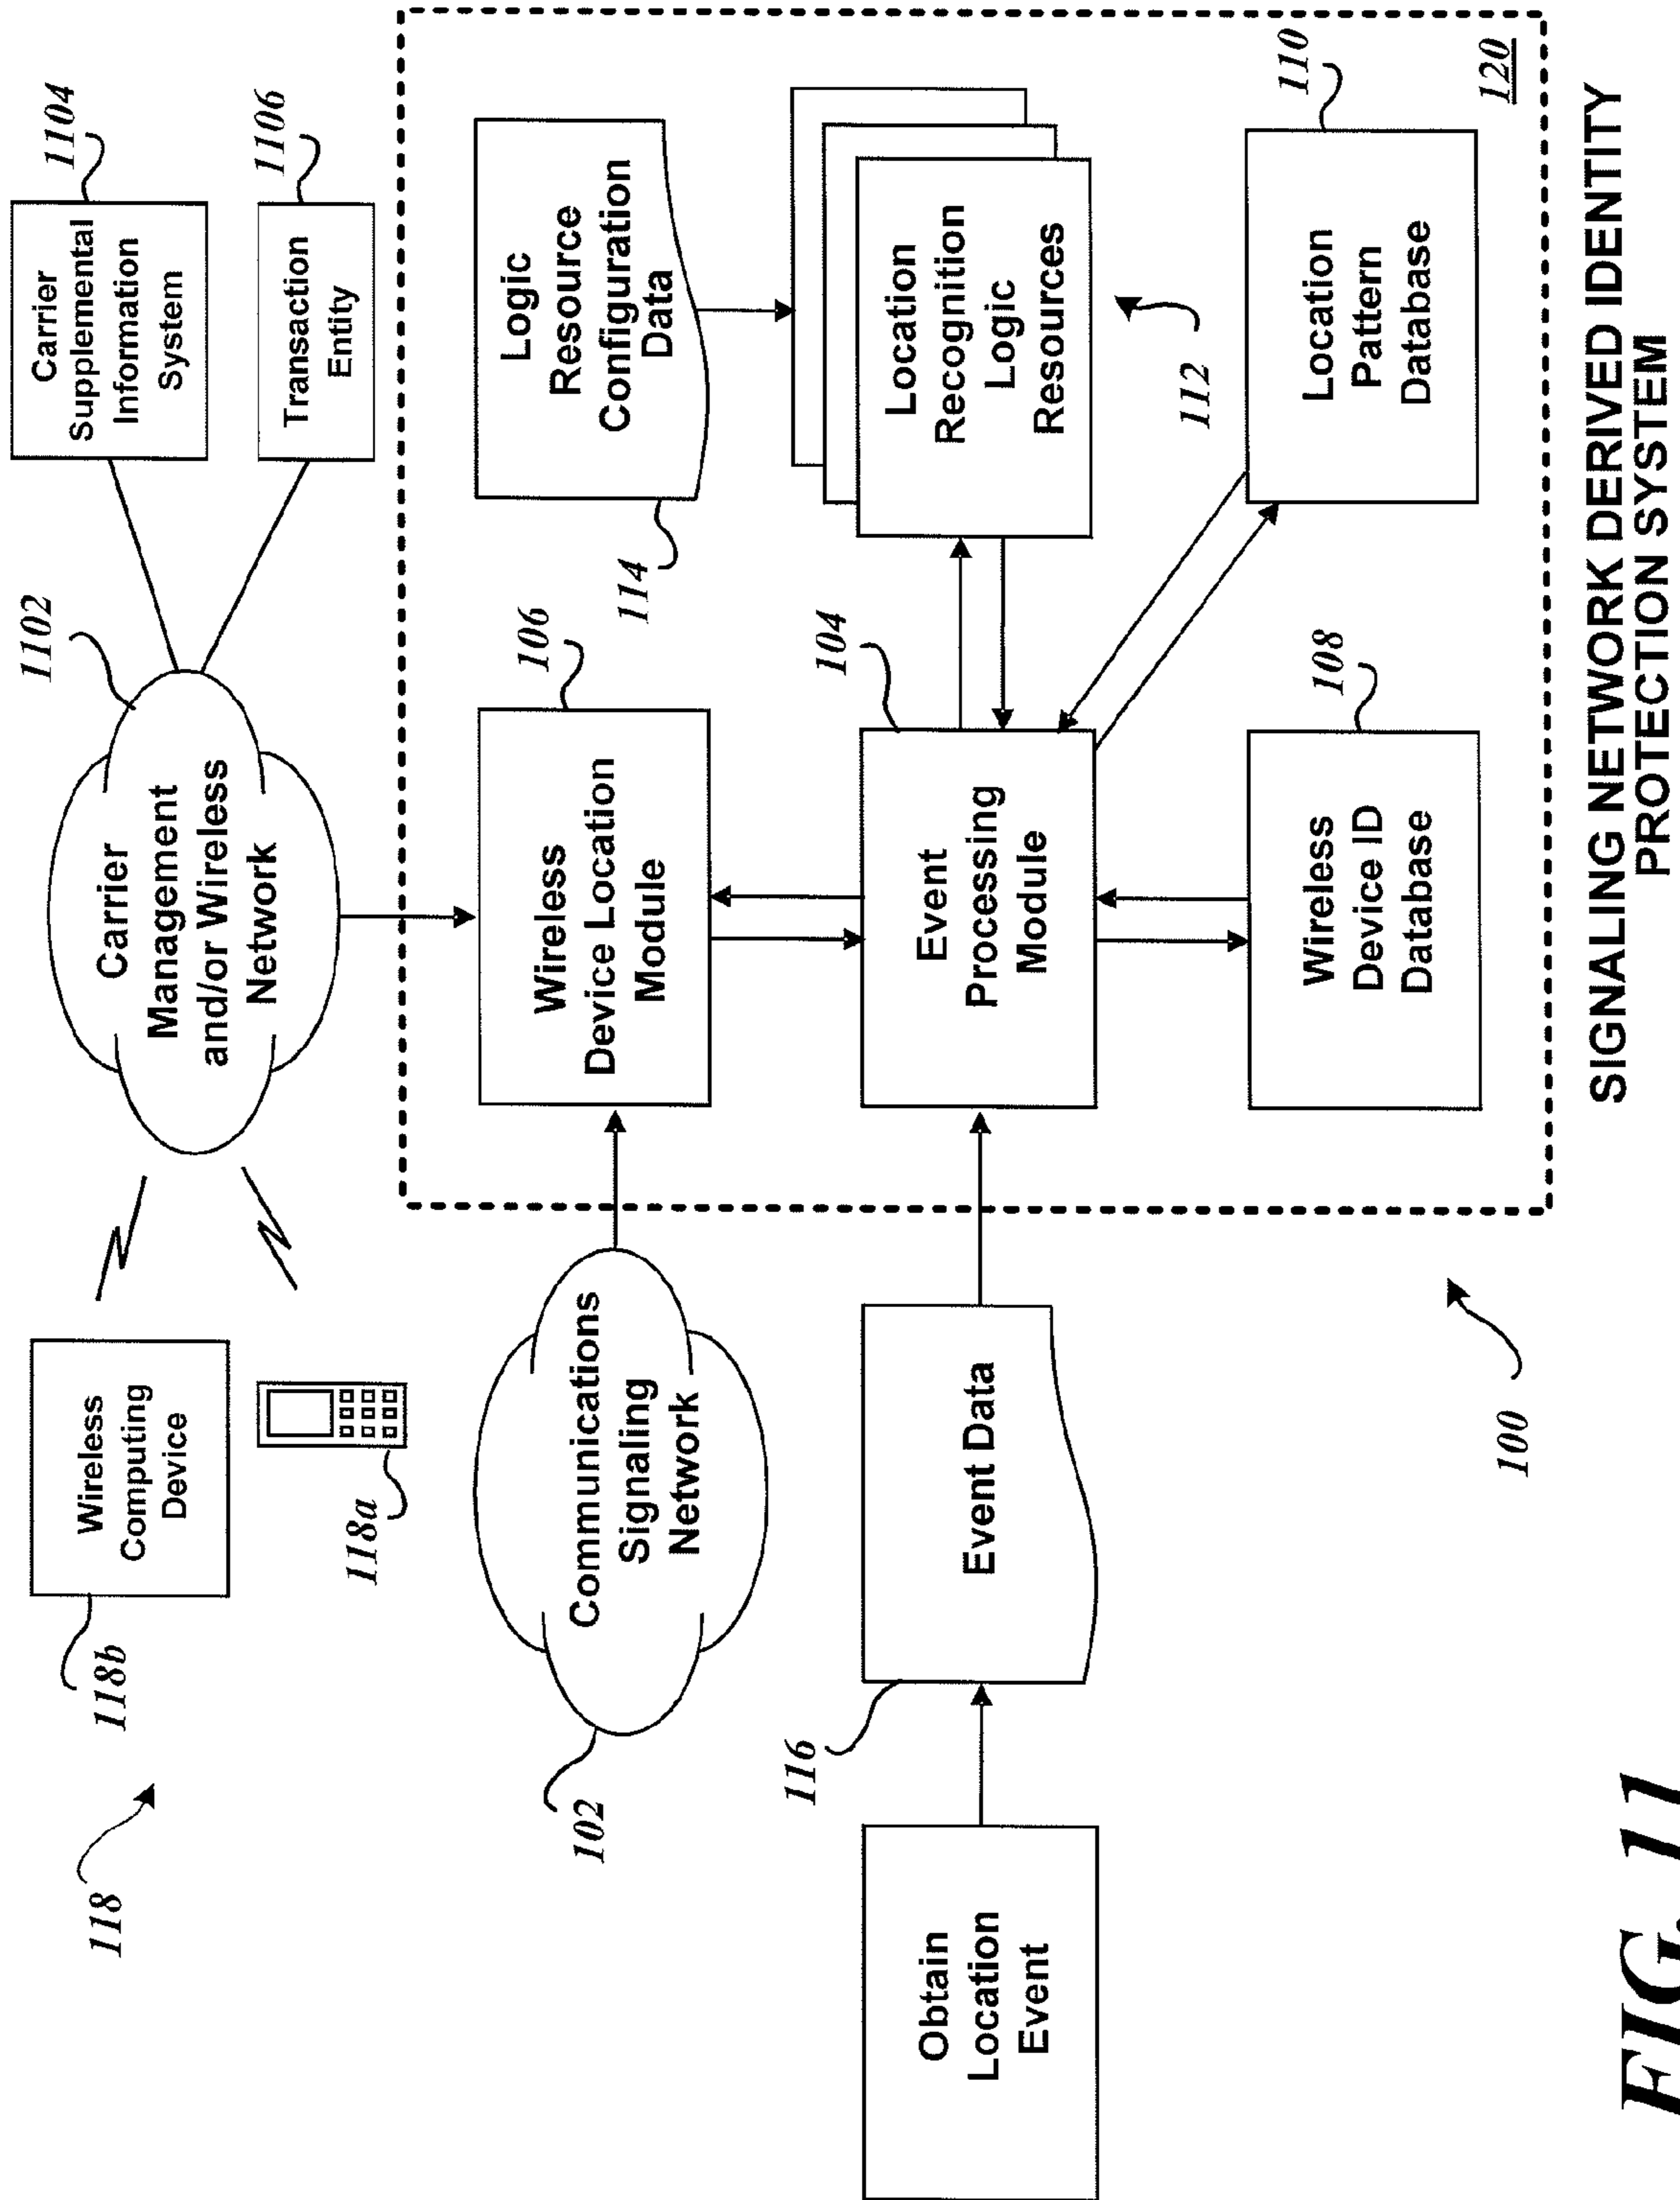 118
118b
Wireless
Computing
Device
118a
1102
Carrier
Management
and/or Wireless
Network
1104
Carrier
Supplemental
Information
System
1106
Transaction
Entity
102
Communications
Signaling
Network
106
Wireless
Device Location
Module
114
Logic
Resource
Configuration
Data
Obtain
Location
Event
116
Event Data
104
Event
Processing
Module
Location
Recognition
Logic
Resources
112
108
Wireless
Device ID
Database
110
Location
Pattern
Database
120
100
SIGNALING NETWORK DERIVED IDENTITY
PROTECTION SYSTEM
FIG. 11